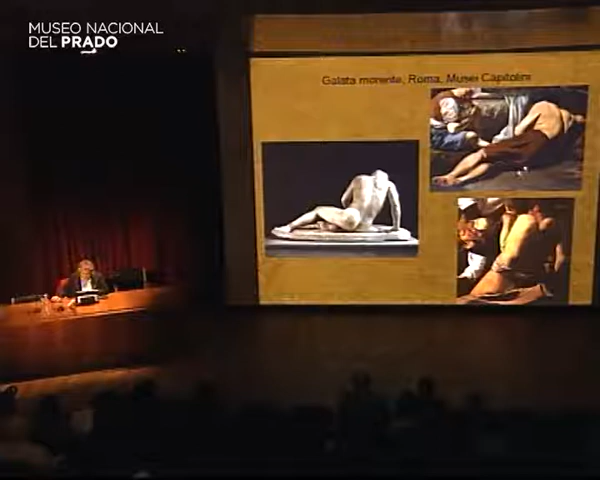 MUSEO NACIONAL
DEL PRADO
Galata morente, Roma, Musei Capitolini